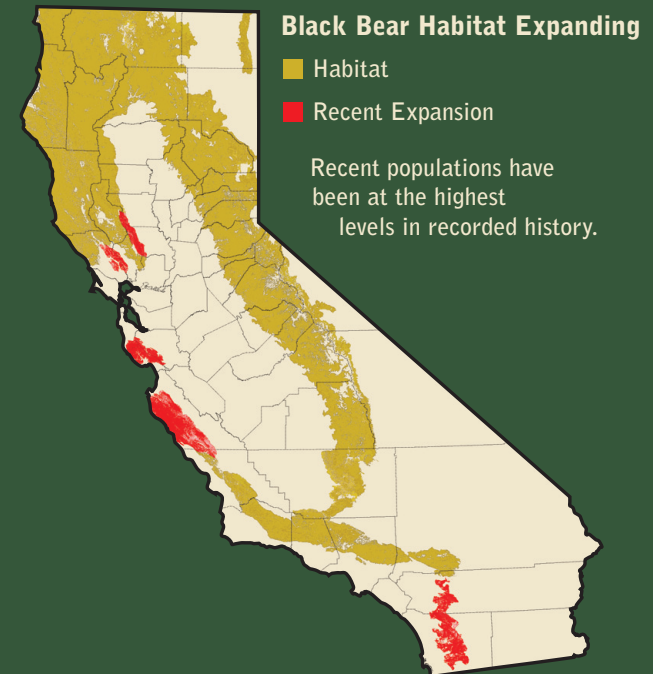 Black Bear Habitat Expanding
Habitat
Recent Expansion
Recent populations have
been at the highest
levels in recorded history.